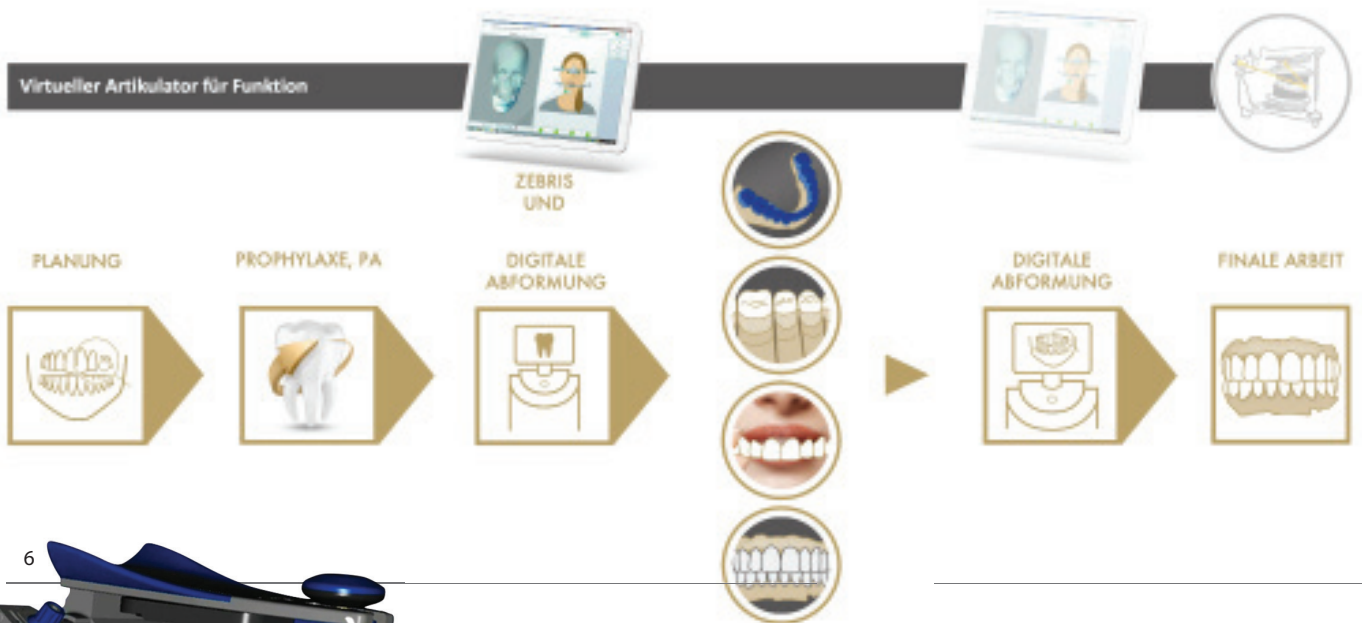 Virtueller Artikulator für Funktion
ZEBRIS
UND
PLANUNG
PROPHYLAXE, PA
DIGITALE
ABFORMUNG
DIGITALE
ABFORMUNG
FINALE ARBEIT
6